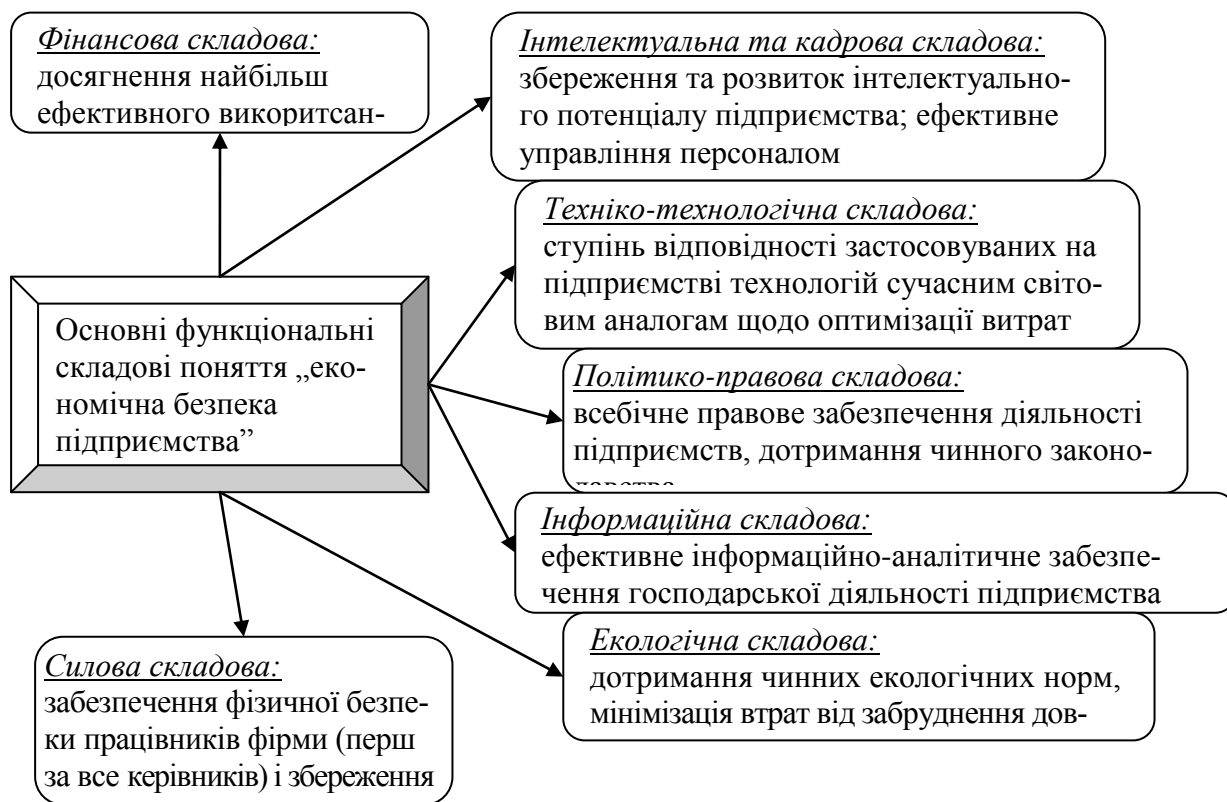 Фінансова складова:
досягнення найбільш
ефективного використсан-
Інтелектуальна та кадрова складова:
збереження та розвиток інтелектуально-
го потенціалу підприємства; ефективне
управління персоналом
Техніко-технологічна складова:
ступінь відповідності застосовуваних на
підприємстві технологій сучасним світо-
вим аналогам щодо оптимізації витрат
Основні функціональні
складові поняття „еко-
номічна безпека
підприємства”
Політико-правова складова:
всебічне правове забезпечення діяльності
підприємств, дотримання чинного законо-
давства
Інформаційна складова:
ефективне інформаційно-аналітичне забезпе-
чення господарської діяльності підприємства
Екологічна складова:
дотримання чинних екологічних норм,
мінімізація втрат від забруднення дов-
Силова складова:
забезпечення фізичної безпе-
ки працівників фірми (перш
за все керівників) і збереження